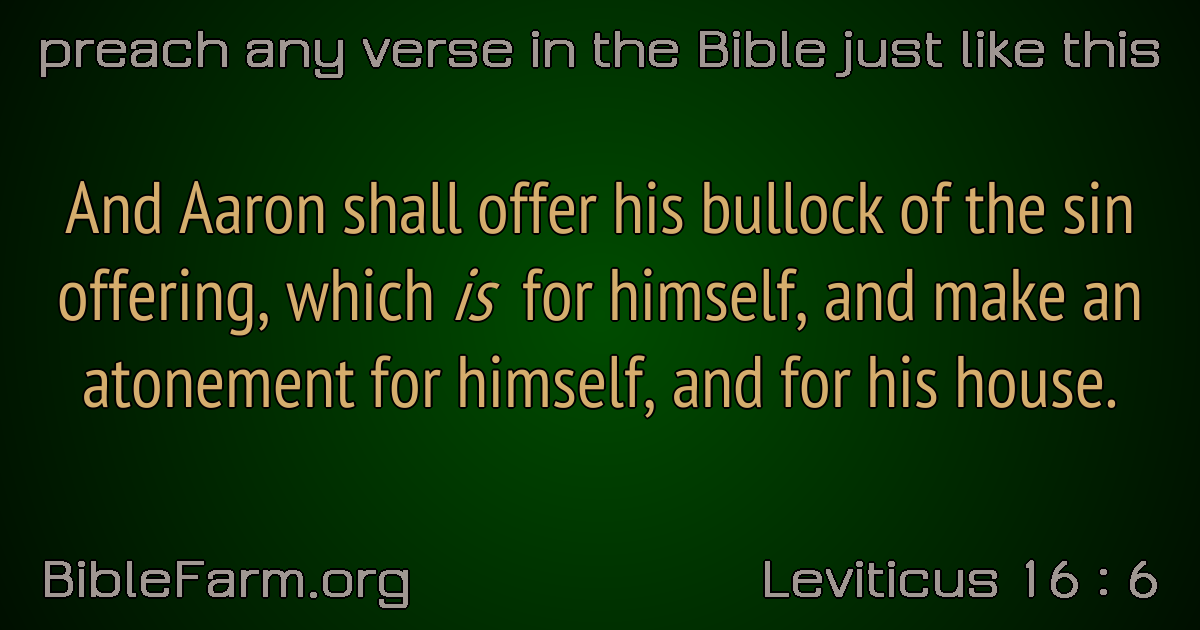 preach any verse in the Bible just like this
And Aaron shall offer his bullock of the sin
offering, which is for himself, and make an
atonement for himself, and for his house.
BibleFarm.org
Leviticus 16 : 6